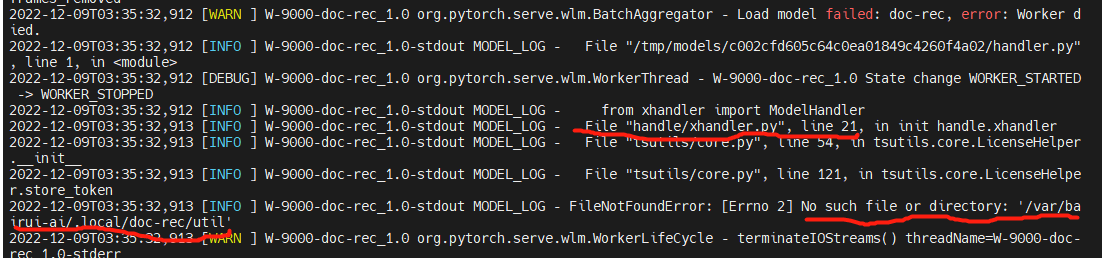 frames_removed
2022-12-09T03:35:32,912 [WARN ] W-9000-doc-rec_1.0 org.pytorch.serve.wlm.BatchAggregator - Load model failed: doc-rec, error: Worker d
ied.
2022-12-09T03:35:32,912 [INFO ] W-9000-doc-rec_1.0-stdout MODEL_LOG -   File "/tmp/models/c002cfd605c64c0ea01849c4260f4a02/handler.py"
, line 1, in <module>
2022-12-09T03:35:32,912 [DEBUG] W-9000-doc-rec_1.0 org.pytorch.serve.wlm.WorkerThread - W-9000-doc-rec_1.0 State change WORKER_STARTED
 -> WORKER_STOPPED
2022-12-09T03:35:32,912 [INFO ] W-9000-doc-rec_1.0-stdout MODEL_LOG -     from xhandler import ModelHandler
2022-12-09T03:35:32,913 [INFO ] W-9000-doc-rec_1.0-stdout MODEL_LOG -   File "handle/xhandler.py", line 21, in init handle.xhandler
2022-12-09T03:35:32,913 [INFO ] W-9000-doc-rec_1.0-stdout MODEL_LOG -   File "tsutils/core.py", line 54, in tsutils.core.LicenseHelper
.__init__
2022-12-09T03:35:32,913 [INFO ] W-9000-doc-rec_1.0-stdout MODEL_LOG -   File "tsutils/core.py", line 121, in tsutils.core.LicenseHelpe
r.store_token
2022-12-09T03:35:32,913 [INFO ] W-9000-doc-rec_1.0-stdout MODEL_LOG - FileNotFoundError: [Errno 2] No such file or directory: '/var/ba
irui-ai/.local/doc-rec/util'
2022-12-09T03:35:32,913 [WARN ] W-9000-doc-rec_1.0 org.pytorch.serve.wlm.WorkerLifeCycle - terminateIOStreams() threadName=W-9000-doc-
rec_1.0-stderr